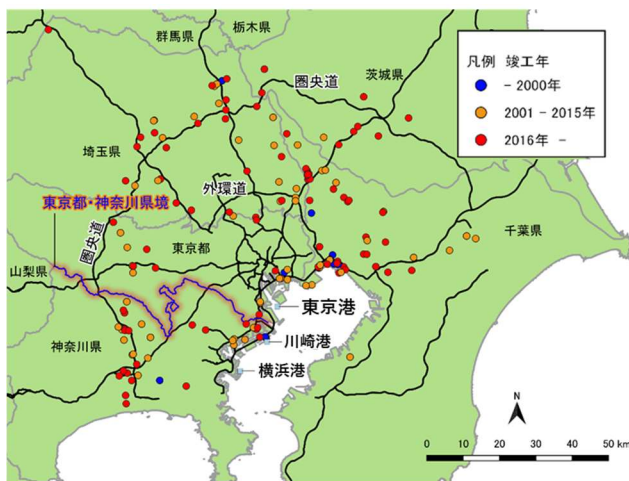 栃木県
群馬県
凡例 竣工年
- 2000年
2001 - 2015年
2016年 -
圏央道
茨城県
埼玉県
外環道
東京都・神奈川県境
圏央道
東京都
千葉県
山梨県
東京港
神奈川県
川崎港
横浜港
N
0 10 20 30 40 50 km